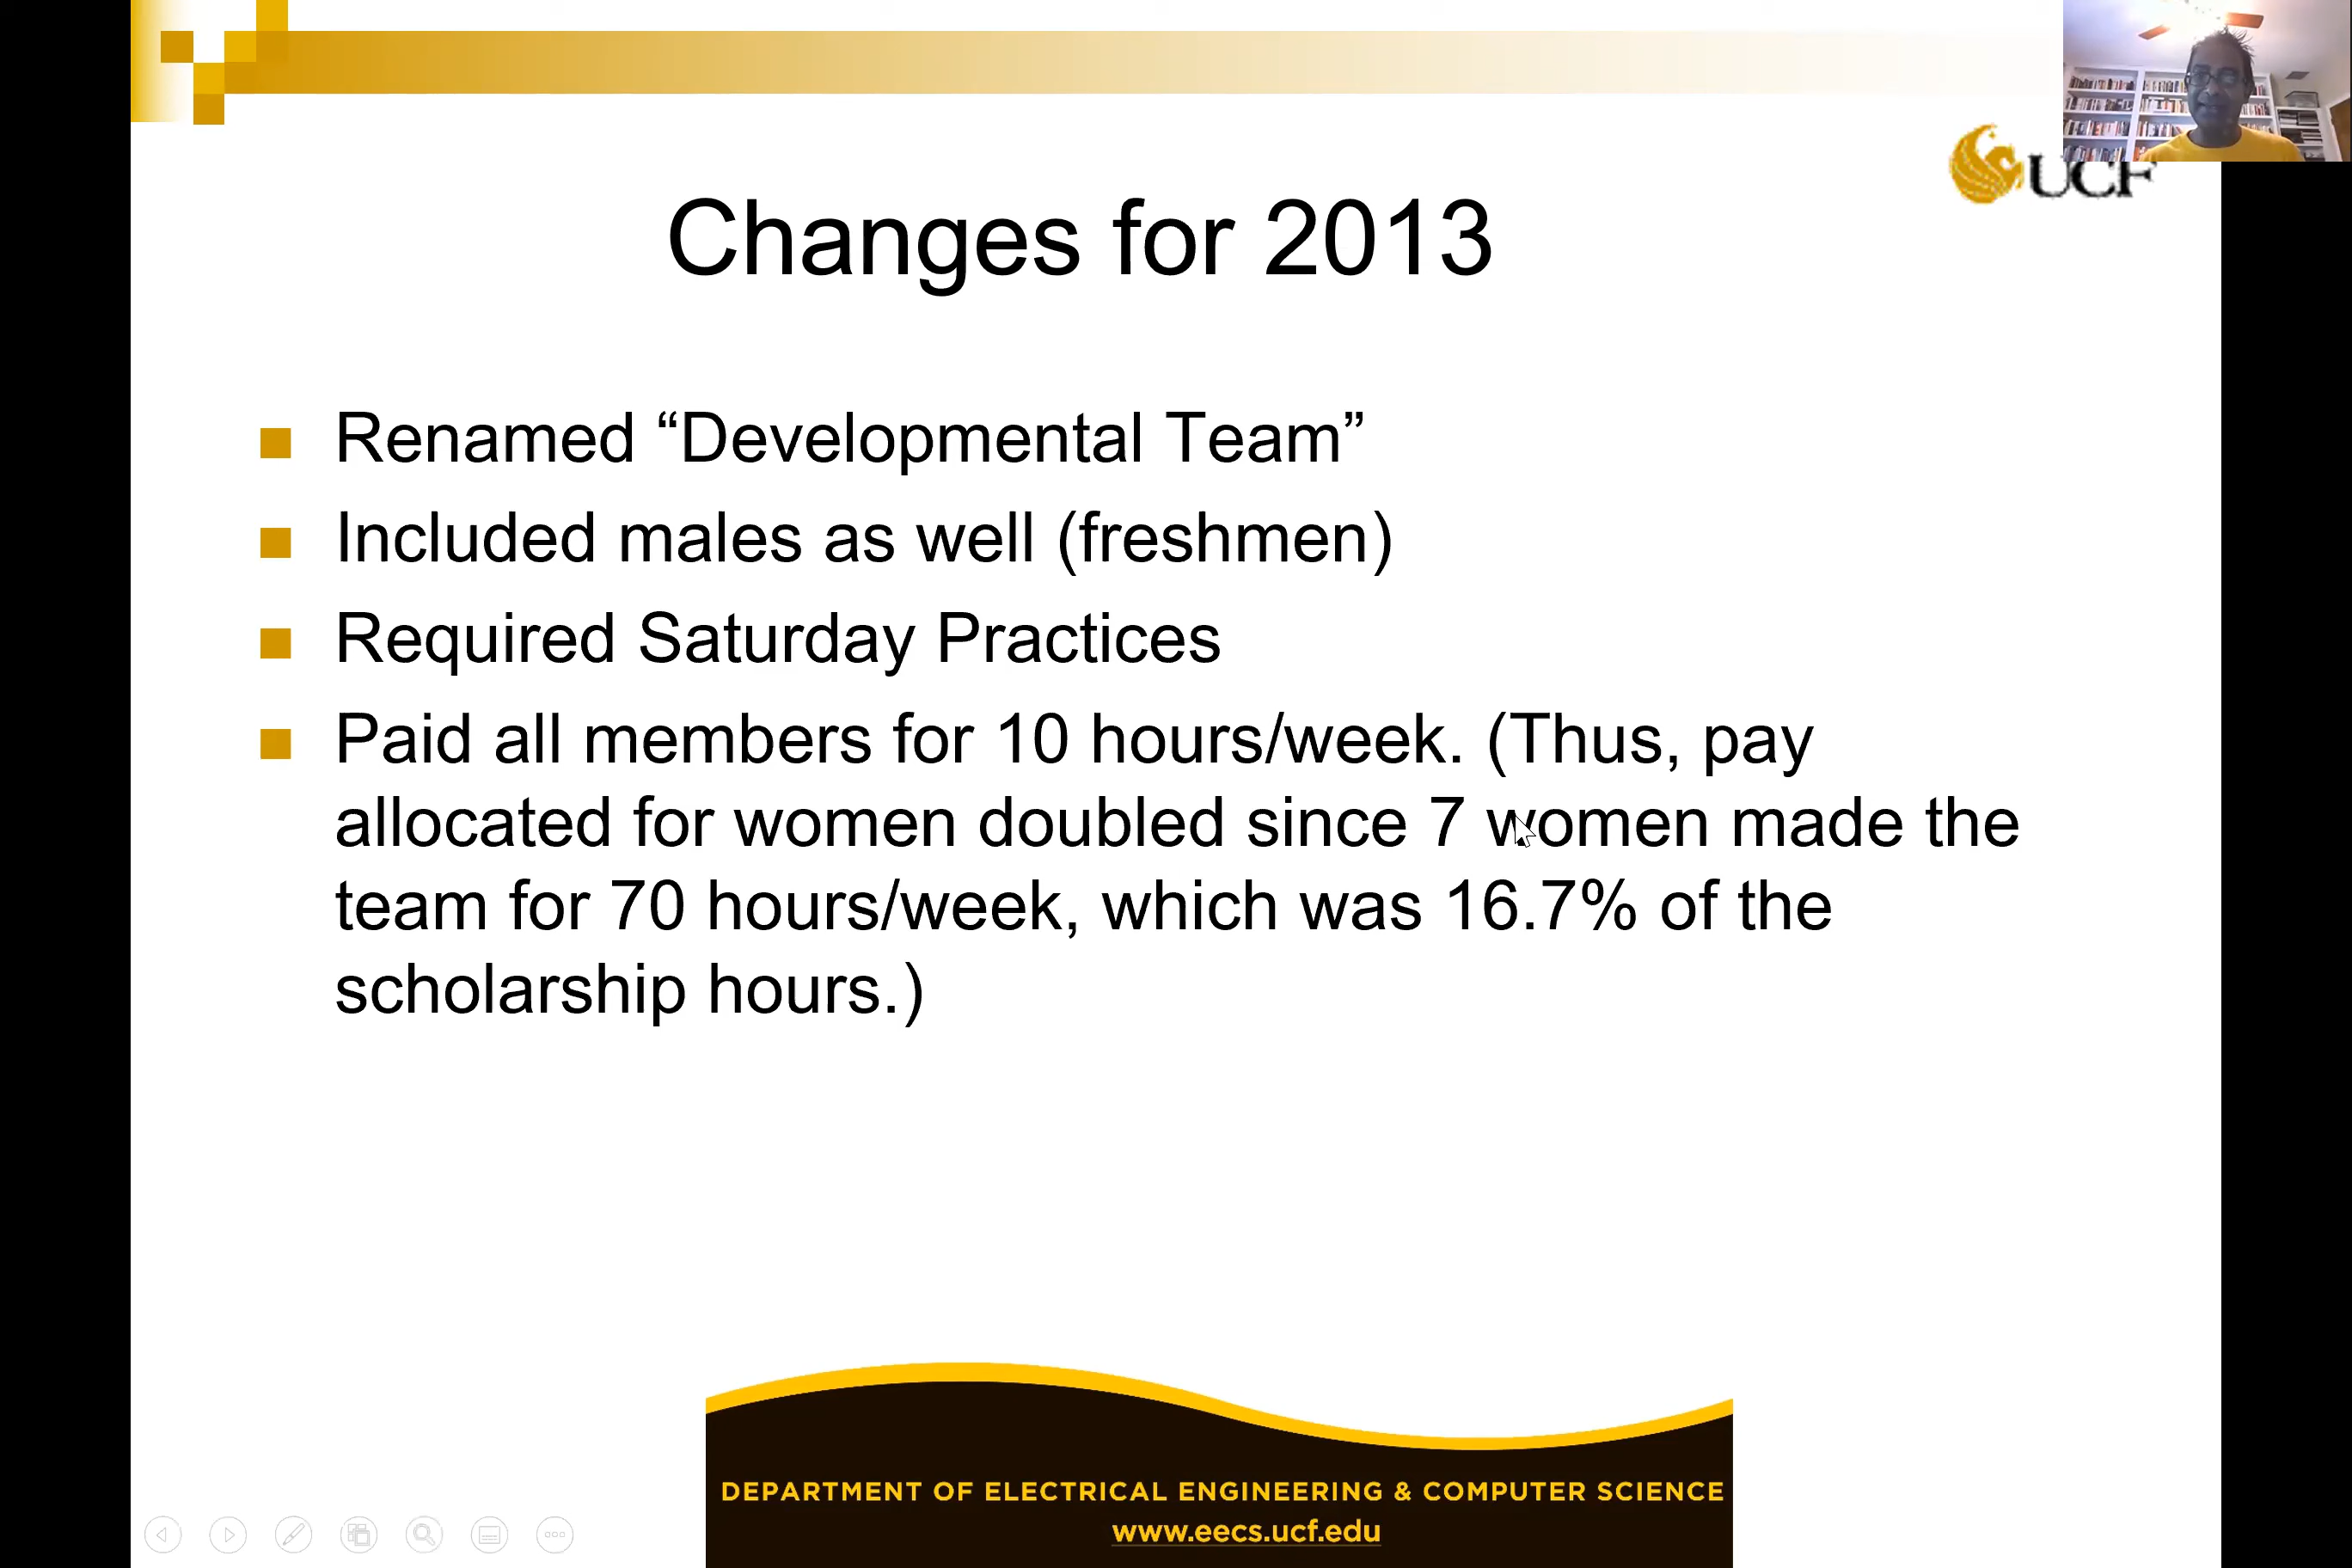 UCF
Changes for 2013
Renamed “Developmental Team”
Included males as well (freshmen)
Required Saturday Practices
Paid all members for 10 hours/week. (Thus, pay
allocated for women doubled since 7 women made the
team for 70 hours/week, which was 16.7% of the
scholarship hours.)
DEPARTMENT OF ELECTRICAL ENGINEERING & COMPUTER SCIENCE
www.eecs.ucf.edu